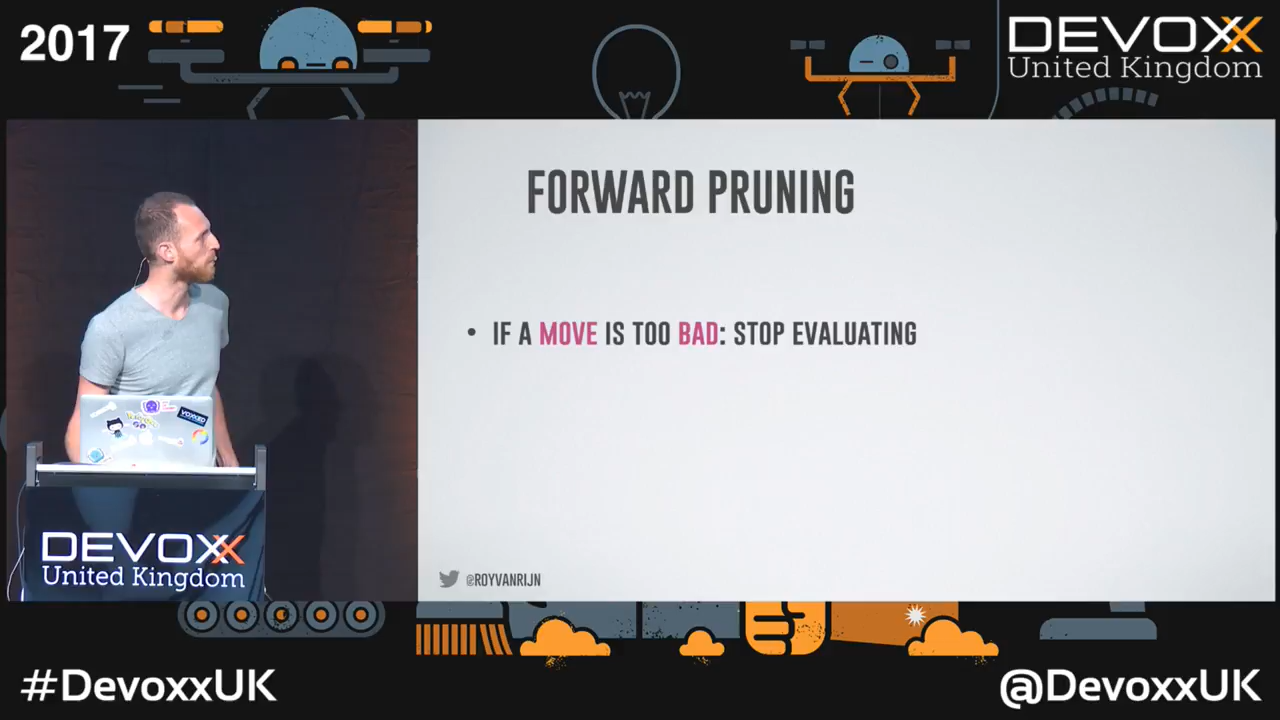 2017
DEVOXX
United Kingdom
FORWARD PRUNING
• IF A MOVE IS TOO BAD: STOP EVALUATING
@ROYVANRIJN
DEVOXX
United Kingdom
#DevoxxUK
@DevoxxUK